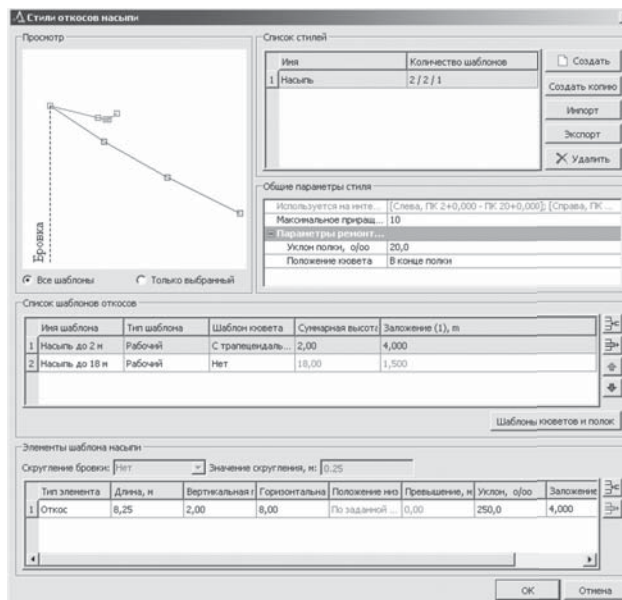 Стили откосов насыпи
Просмотр
Бровка
Все шаблоны Только выбранный
Список стилей
Имя Количество шаблонов
1 Насыпь 2 / 2 / 1
Создать
Создать копию
Импорт
Экспорт
Удалить
Общие параметры стиля
Используется на инте... [Слева, ПК 2+0,000 - ПК 20+0,000]; [Справа, ПК ...
Максимальное приращ... 10
Параметры ремонт...
Уклон полки, о/оо 20,0
Положение кювета В конце полки
Список шаблонов откосов
Имя шаблона Тип шаблона Шаблон кювета Суммарная высота Заложение (1), m
1 Насыпь до 2 м Рабочий С трапецендаль... 2,00 4,000
2 Насыпь до 18 м Рабочий Нет 18,00 1,500
Шаблоны кюветов и полок
Элементы шаблона насыпи
Скругление бровки: Нет Значение скругления, м: 0.25
Тип элемента Длина, м Вертикальная г Горизонтальна Положение низ Превышение, м Уклон, о/оо Заложение
1 Откос 8,25 2,00 8,00 По заданной ... 0,00 250,0 4,000
OK Отмена